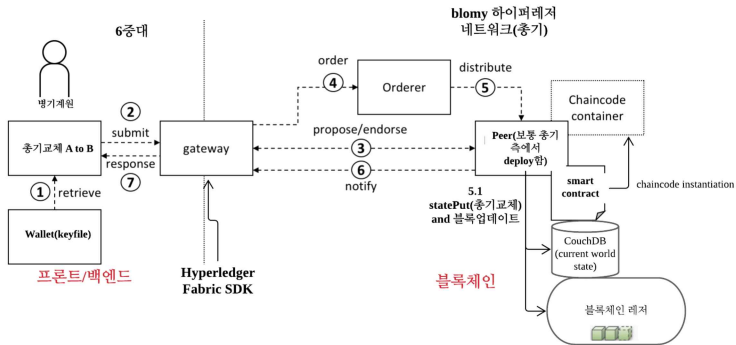 6중대
blomy 하이퍼레저
네트워크(총기)
병기계원
order
4
Orderer
distribute
5
Chaincode
container
2
submit
총기교체 A to B
gateway
propose/endorse
3
Peer(보통 총기
측에서
deploy함)
response
7
6
notify
1
retrieve
smart
contract
chaincode instantiation
5.1
statePut(총기교체)
and 블록업데이트
Wallet(keyfile)
CouchDB
(current world
state)
프론트/백엔드
Hyperledger
Fabric SDK
블록체인
블록체인 레저